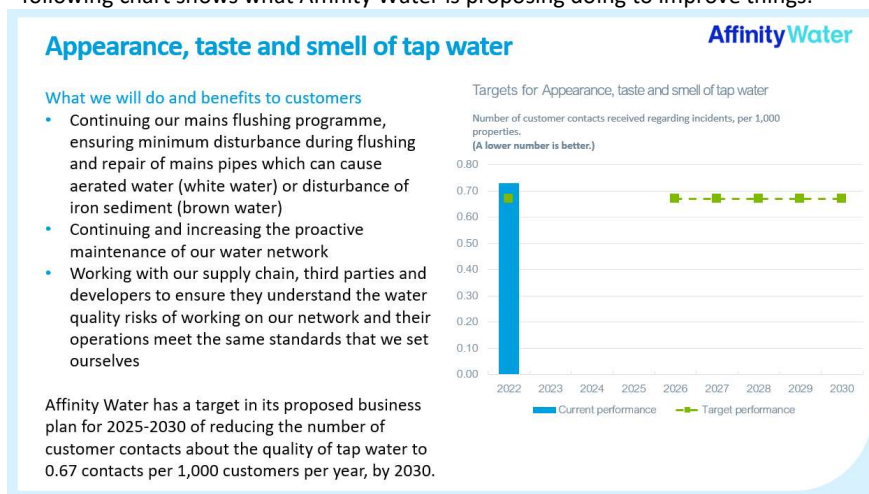 following chart shows what Affinity Water is proposing doing to improve things.
Appearance, taste and smell of tap water
AffinityWater
What we will do and benefits to customers
• Continuing our mains flushing programme,
ensuring minimum disturbance during flushing
and repair of mains pipes which can cause
aerated water (white water) or disturbance of
iron sediment (brown water)
• Continuing and increasing the proactive
maintenance of our water network
• Working with our supply chain, third parties and
developers to ensure they understand the water
quality risks of working on our network and their
operations meet the same standards that we set
ourselves
Affinity Water has a target in its proposed business
plan for 2025-2030 of reducing the number of
customer contacts about the quality of tap water to
0.67 contacts per 1,000 customers per year, by 2030.
Targets for Appearance, taste and smell of tap water
Number of customer contacts received regarding incidents, per 1,000
properties.
(A lower number is better.)
0.80
0.70
0.60
0.50
0.40
0.30
0.20
0.10
0.00
2022 2023 2024 2025 2026 2027 2028 2029 2030
Current performance Target performance